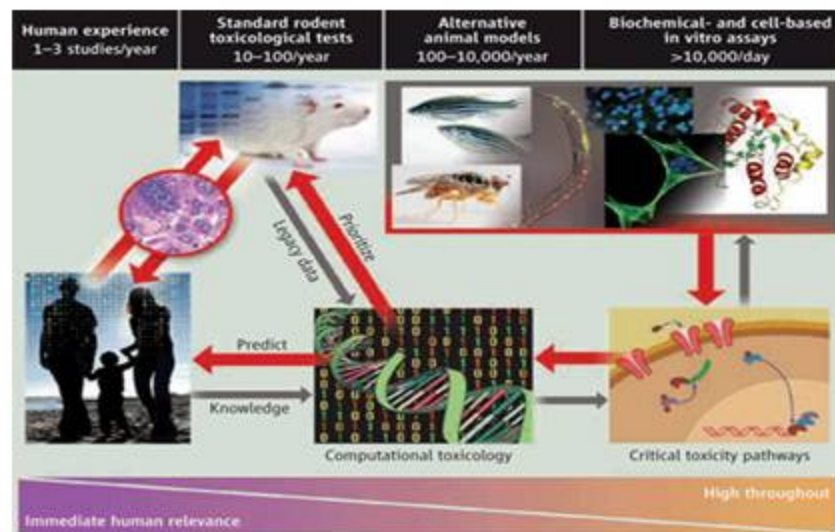 Human experience
1–3 studies/year
Standard rodent
toxicological tests
10–100/year
Alternative
animal models
100–10,000/year
Biochemical- and cell-based
in vitro assays
>10,000/day
Legacy data
Prioritize
Predict
Knowledge
Computational toxicology
Critical toxicity pathways
High throughout
Immediate human relevance